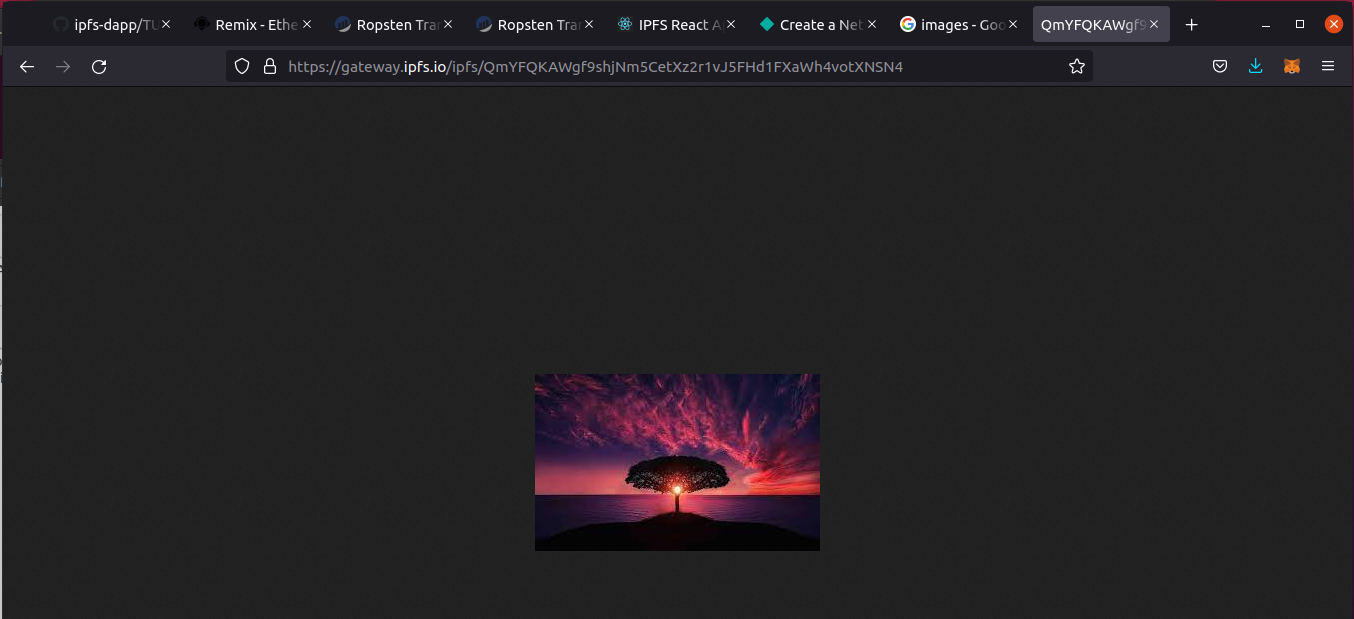 ipfs-dapp/TU
Remix - Ethe
Ropsten Tra
Ropsten Tra
IPFS React A
Create a Net
images - Goo
QmYFQKAWgf9
https://gateway.ipfs.io/ipfs/QmYFQKAWgf9shjNm5CetXz2r1vJ5FHd1FXaWh4votXNSN4